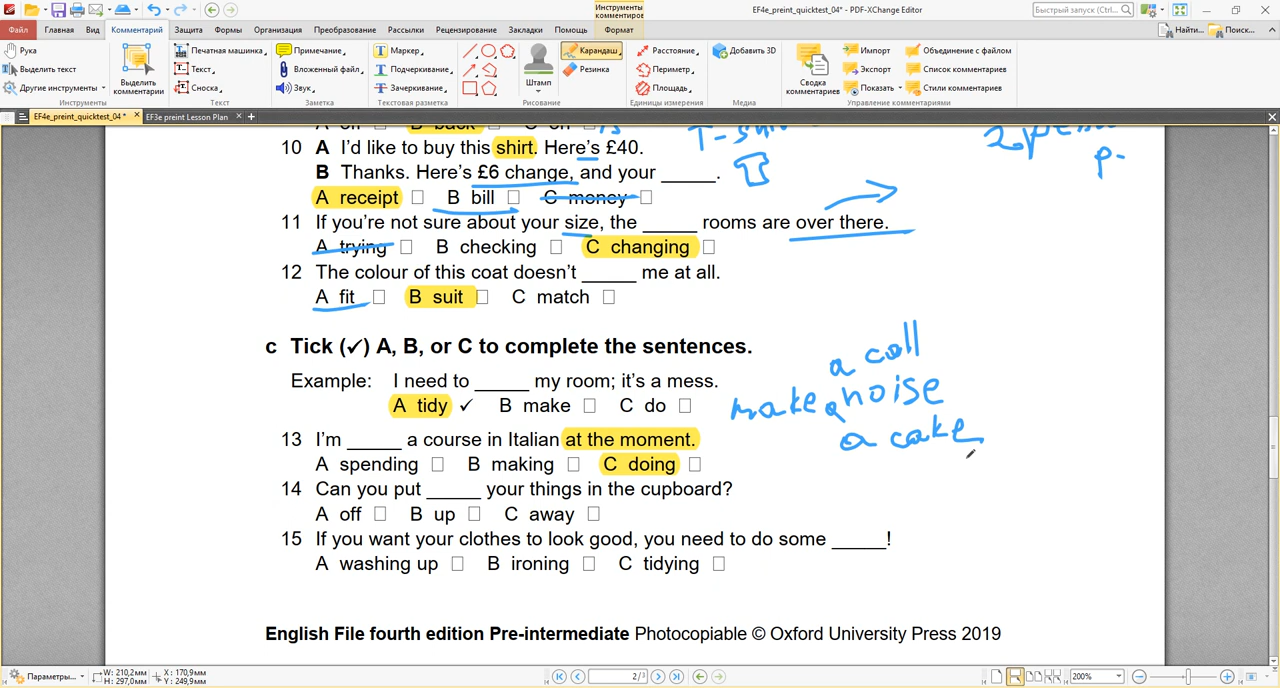 Инструменты комментиров
EF4e_preint_quicktest_04* - PDF-XChange Editor
Быстрый запуск (Ctrl...
Файл Главная Вид Комментарий Защита Формы Организация Преобразование Рассылки Рецензирование Закладки Помощь Формат
Найти... Поиск...
Рука
Выделить текст
Другие инструменты
Инструменты
Выделить комментарии
Печатная машинка
Текст
Сноска
Текст
Примечание
Вложенный файл
Звук
Заметка
Маркер
Подчеркивание
Зачеркивание
Текстовая разметка
Штамп
Карандаш
Резинка
Рисование
Расстояние
Периметр
Площадь
Единицы измерения
Добавить 3D
Медиа
Сводка комментариев
Импорт
Экспорт
Показать
Объединение с файлом
Список комментариев
Стили комментариев
Управление комментариями
EF4e_preint_quicktest_04 * EF3e preint Lesson Plan
10 A I'd like to buy this shirt. Here's £40.
B Thanks. Here's £6 change, and your _____.
A receipt B bill C money
11 If you're not sure about your size, the _____ rooms are over there.
A trying B checking C changing
12 The colour of this coat doesn't _____ me at all.
A fit B suit C match
c Tick (✓) A, B, or C to complete the sentences.
Example: I need to _____ my room; it's a mess.
A tidy ✓ B make C do
a call
make a noise
a cake
13 I'm _____ a course in Italian at the moment.
A spending B making C doing
14 Can you put _____ your things in the cupboard?
A off B up C away
15 If you want your clothes to look good, you need to do some _____!
A washing up B ironing C tidying
English File fourth edition Pre-intermediate Photocopiable © Oxford University Press 2019
Параметры...
W: 210,2мм
H: 297,0мм
X: 170,9мм
Y: 249,9мм
200%